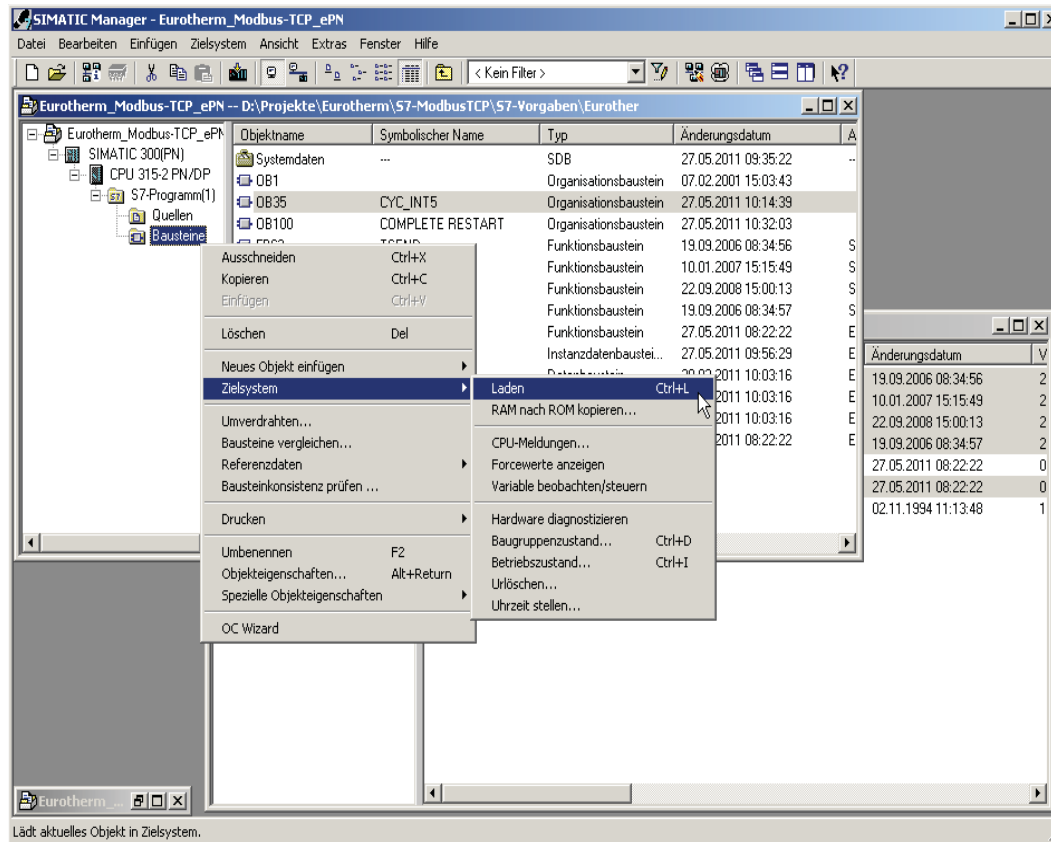 SIMATIC Manager - Eurotherm_Modbus-TCP_ePN
Datei Bearbeiten Einfügen Zielsystem Ansicht Extras Fenster Hilfe
< Kein Filter >
Eurotherm_Modbus-TCP_ePN -- D:\Projekte\Eurotherm\S7-ModbusTCP\S7-Vorgaben\Eurother
Eurotherm_Modbus-TCP_ePN
SIMATIC 300(PN)
CPU 315-2 PN/DP
S7-Programm(1)
Quellen
Bausteine
Objektname Symbolischer Name Typ Änderungsdatum A
Systemdaten --- SDB 27.05.2011 09:35:22 --
OB1 Organisationsbaustein 07.02.2001 15:03:43
OB35 CYC_INT5 Organisationsbaustein 27.05.2011 10:14:39
OB100 COMPLETE RESTART Organisationsbaustein 27.05.2011 10:32:03
Funktionsbaustein 19.09.2006 08:34:56 S
Funktionsbaustein 10.01.2007 15:15:49 S
Funktionsbaustein 22.09.2008 15:00:13 S
Funktionsbaustein 19.09.2006 08:34:57 S
Funktionsbaustein 27.05.2011 08:22:22 E
Instanzdatenbaustei... 27.05.2011 09:56:29 E
2011 10:03:16 E
2011 10:03:16 E
2011 10:03:16 E
2011 08:22:22 E
Ausschneiden Ctrl+X
Kopieren Ctrl+C
Einfügen Ctrl+V
Löschen Del
Neues Objekt einfügen
Zielsystem
Umverdrahten...
Bausteine vergleichen...
Referenzdaten
Bausteinkonsistenz prüfen ...
Drucken
Umbenennen F2
Objekteigenschaften... Alt+Return
Spezielle Objekteigenschaften
OC Wizard
Laden Ctrl+L
RAM nach ROM kopieren...
CPU-Meldungen...
Forcewerte anzeigen
Variable beobachten/steuern
Hardware diagnostizieren
Baugruppenzustand... Ctrl+D
Betriebszustand... Ctrl+I
Urlöschen...
Uhrzeit stellen...
Änderungsdatum V
19.09.2006 08:34:56 2
10.01.2007 15:15:49 2
22.09.2008 15:00:13 2
19.09.2006 08:34:57 2
27.05.2011 08:22:22 0
27.05.2011 08:22:22 0
02.11.1994 11:13:48 1
Eurotherm_...
Lädt aktuelles Objekt in Zielsystem.